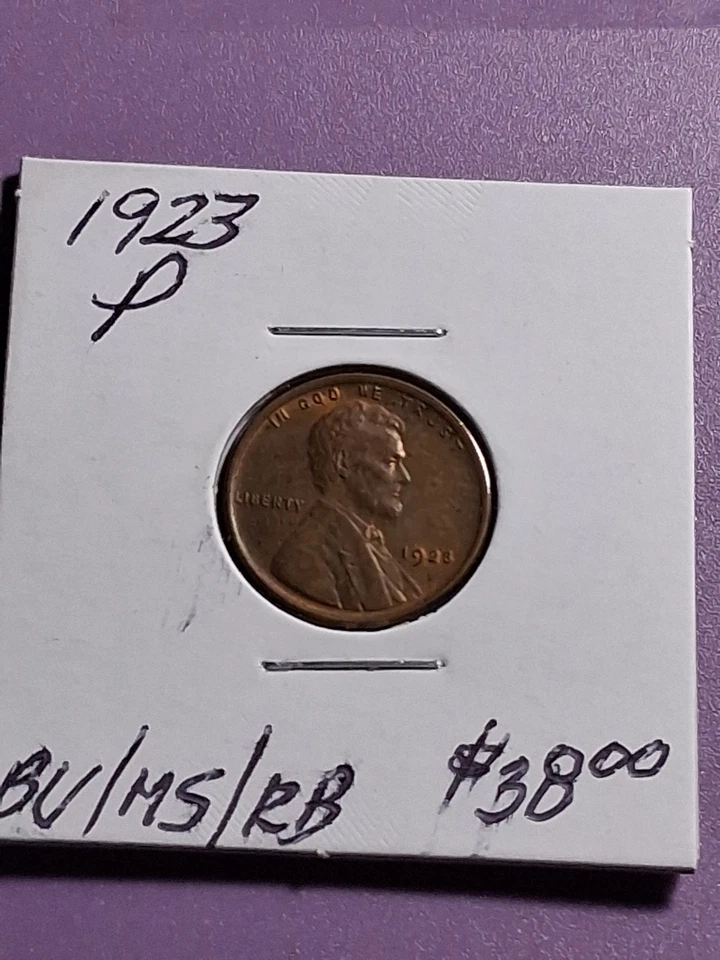 1923
P
IN GOD WE TRUST
LIBERTY
1923
BU/MS/RB $38.00